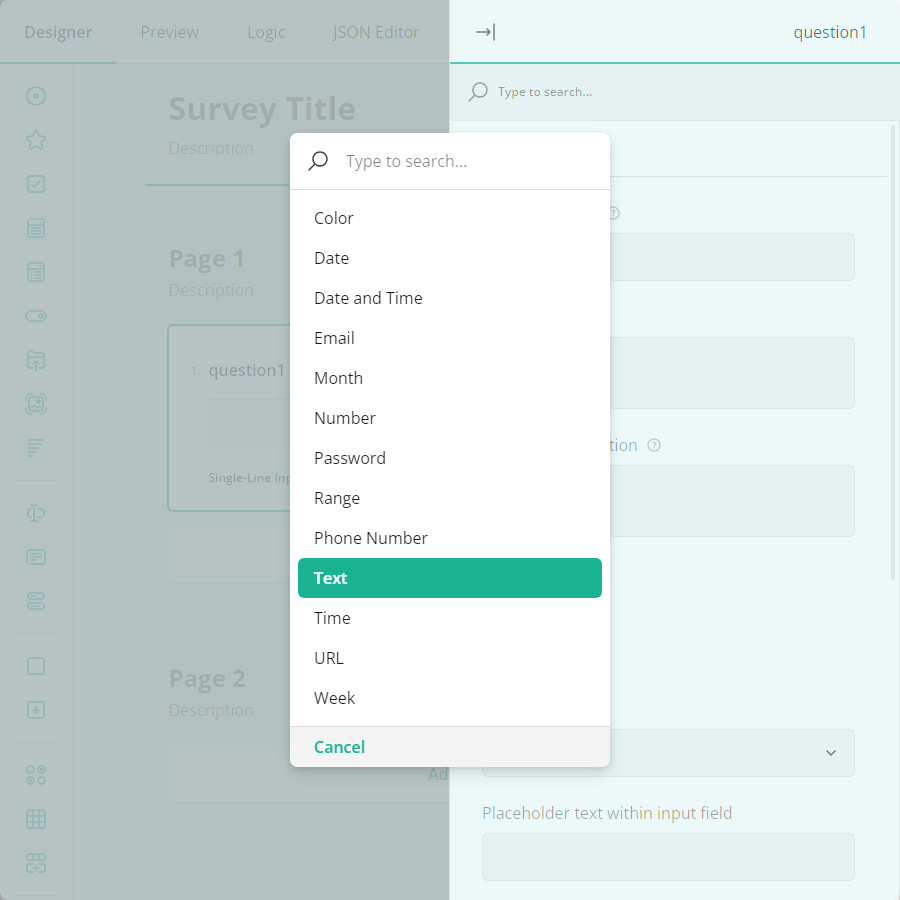 Designer Preview Logic JSON Editor
question1
Type to search...
Survey Title
Description
Type to search...
Color
Date
Date and Time
Email
Month
Number
Password
Range
Phone Number
Text
Time
URL
Week
Cancel
Page 1
Description
1. question1
Single-Line Inp
tion
Page 2
Description
Ad
Placeholder text within input field